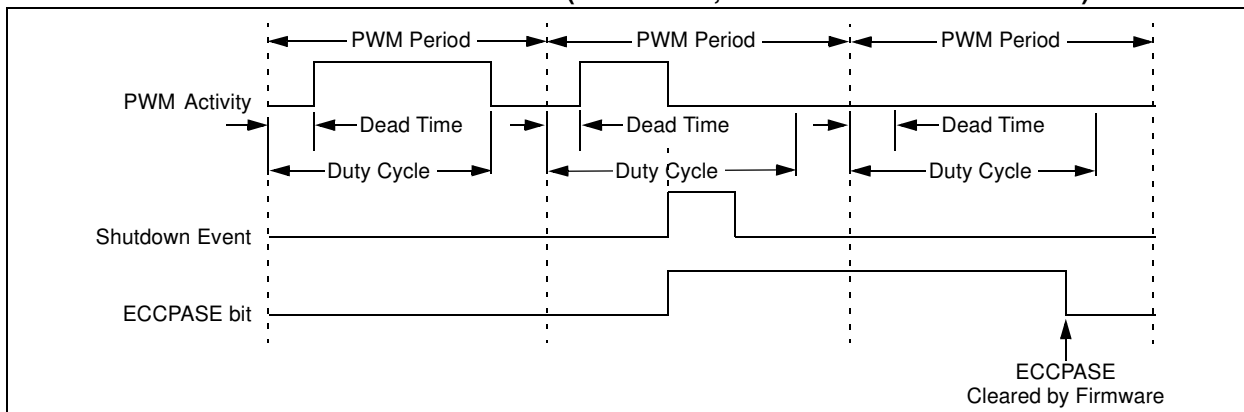 PWM Period PWM Period PWM Period
PWM Activity
Dead Time Dead Time Dead Time
Duty Cycle Duty Cycle Duty Cycle
Shutdown Event
ECCPASE bit
ECCPASE
Cleared by Firmware